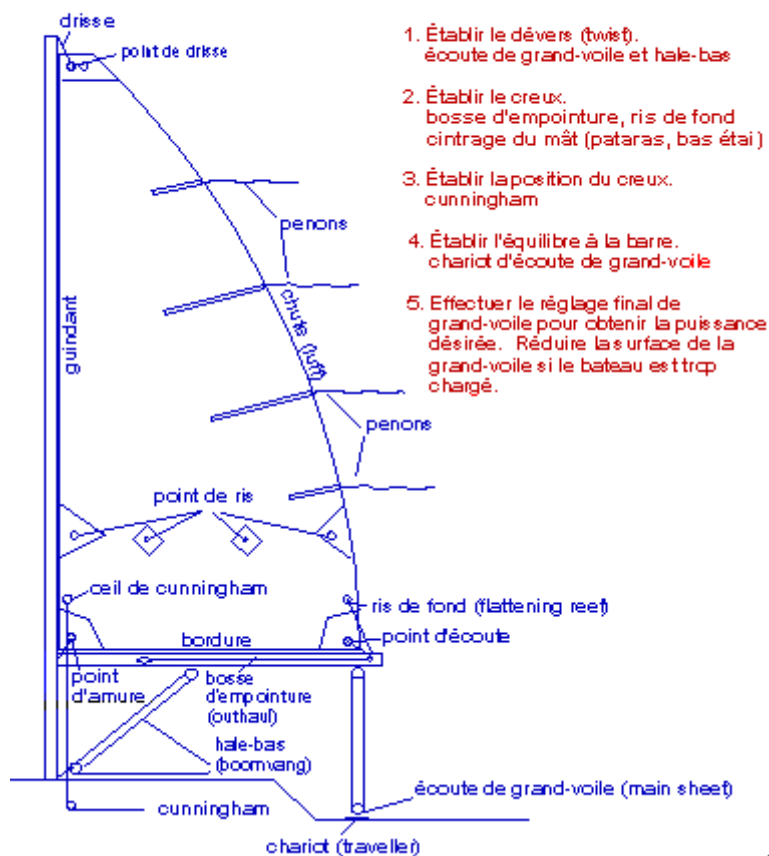 drisse
point de drisse
1. Établir le dévers (twist).
écoute de grand-voile et hale-bas
2. Établir le creux.
bosse d'empointure, ris de fond
cintrage du mât (pataras, bas étai)
3. Établir la position du creux.
cunningham
4. Établir l'équilibre à la barre.
chariot d'écoute de grand-voile
5. Effectuer le réglage final de
grand-voile pour obtenir la puissance
désirée. Réduire la surface de la
grand-voile si le bateau est trop
chargé.
penons
guindant
chute (luff)
penons
point de ris
œil de cunningham
ris de fond (flattening reef)
bordure
point d'écoute
point
d'amure
bosse
d'empointure
(outhaul)
hale-bas
(boomvang)
écoute de grand-voile (main sheet)
cunningham
chariot (traveller)